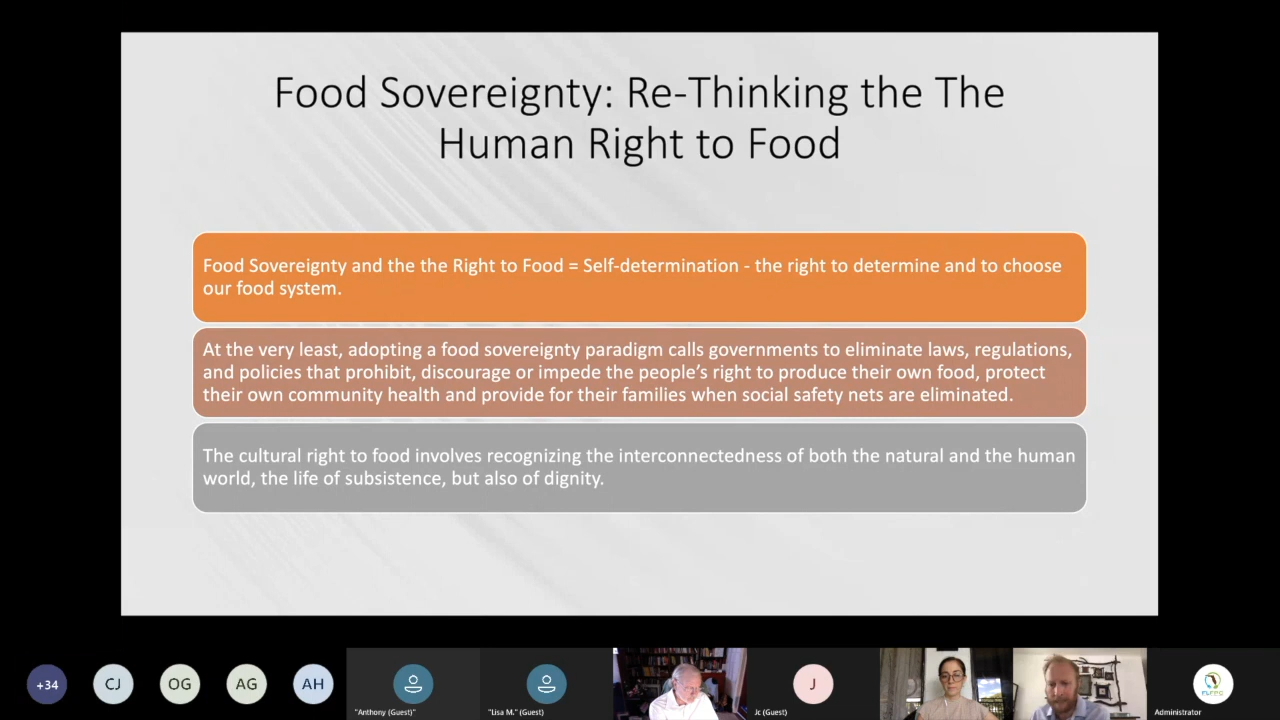 Food Sovereignty: Re-Thinking the The
Human Right to Food
Food Sovereignty and the the Right to Food = Self-determination - the right to determine and to choose
our food system.
At the very least, adopting a food sovereignty paradigm calls governments to eliminate laws, regulations,
and policies that prohibit, discourage or impede the people's right to produce their own food, protect
their own community health and provide for their families when social safety nets are eliminated.
The cultural right to food involves recognizing the interconnectedness of both the natural and the human
world, the life of subsistence, but also of dignity.
+34
CJ
OG
AG
AH
"Anthony (Guest)"
"Lisa M." (Guest)
J
Jc (Guest)
FLFPC
Administrator